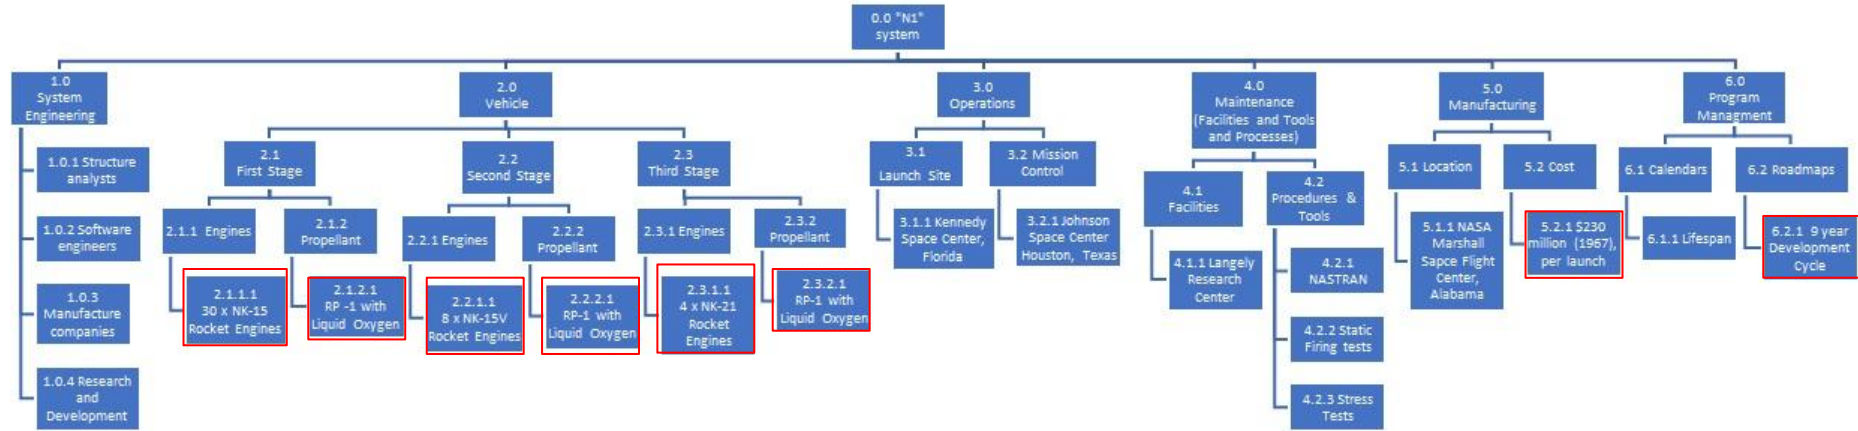 0.0 "N1"
system
1.0
System
Engineering
1.0.1 Structure
analysts
1.0.2 Software
engineers
1.0.3
Manufacture
companies
1.0.4 Research
and
Development
2.0
Vehicle
2.1
First Stage
2.1.1 Engines
2.1.1.1
30 x NK-15
Rocket Engines
2.1.2
Propellant
2.1.2.1
RP -1 with
Liquid Oxygen
2.2
Second Stage
2.2.1 Engines
2.2.1.1
8 x NK-15V
Rocket Engines
2.2.2
Propellant
2.2.2.1
RP-1 with
Liquid Oxygen
2.3
Third Stage
2.3.1 Engines
2.3.1.1
4 x NK-21
Rocket
Engines
2.3.2
Propellant
2.3.2.1
RP-1 with
Liquid Oxygen
3.0
Operations
3.1
Launch Site
3.1.1 Kennedy
Space Center,
Florida
3.2 Mission
Control
3.2.1 Johnson
Space Center
Houston, Texas
4.0
Maintenance
(Facilities and Tools
and Processes)
4.1
Facilities
4.1.1 Langely
Research
Center
4.2
Procedures &
Tools
4.2.1
NASTRAN
4.2.2 Static
Firing tests
4.2.3 Stress
Tests
5.0
Manufacturing
5.1 Location
5.1.1 NASA
Marshall
Sapce Flight
Center,
Alabama
5.2 Cost
5.2.1 $230
million (1967),
per launch
6.0
Program
Managment
6.1 Calendars
6.1.1 Lifespan
6.2 Roadmaps
6.2.1 9 year
Development
Cycle